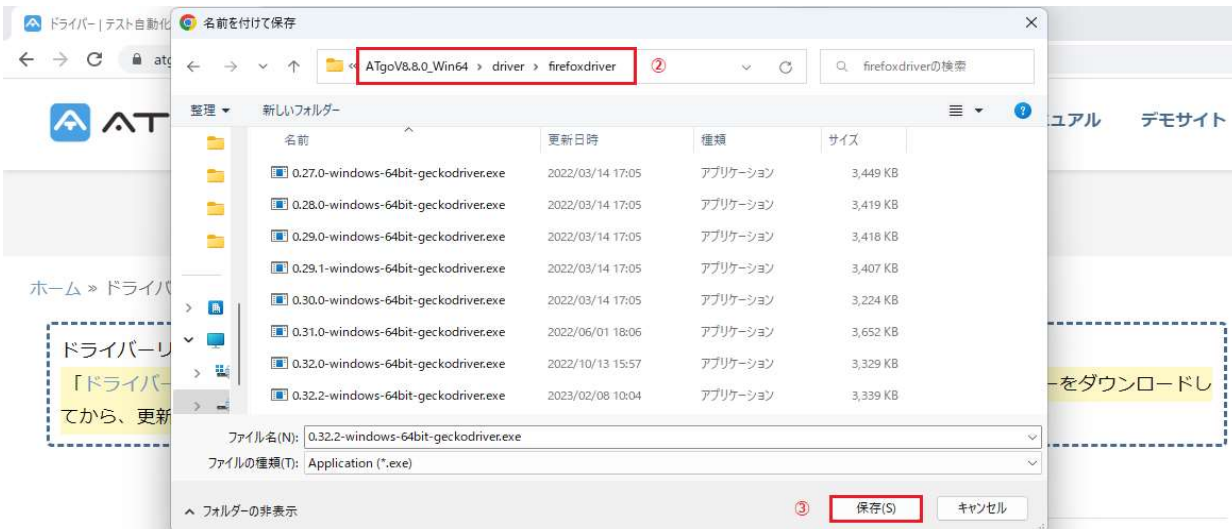 ドライバー | テスト自動化
名前を付けて保存
atg
« ATgoV8.8.0_Win64 › driver › firefoxdriver
②
firefoxdriverの検索
AT
整理
新しいフォルダー
ュアル
デモサイト
名前 更新日時 種類 サイズ
0.27.0-windows-64bit-geckodriver.exe 2022/03/14 17:05 アプリケーション 3,449 KB
0.28.0-windows-64bit-geckodriver.exe 2022/03/14 17:05 アプリケーション 3,419 KB
0.29.0-windows-64bit-geckodriver.exe 2022/03/14 17:05 アプリケーション 3,418 KB
0.29.1-windows-64bit-geckodriver.exe 2022/03/14 17:05 アプリケーション 3,407 KB
0.30.0-windows-64bit-geckodriver.exe 2022/03/14 17:05 アプリケーション 3,224 KB
0.31.0-windows-64bit-geckodriver.exe 2022/06/01 18:06 アプリケーション 3,652 KB
0.32.0-windows-64bit-geckodriver.exe 2022/10/13 15:57 アプリケーション 3,329 KB
0.32.2-windows-64bit-geckodriver.exe 2023/02/08 10:04 アプリケーション 3,339 KB
ホーム » ドライバ
ドライバーリ
「ドライバー
ーをダウンロードし
てから、更新
ファイル名(N): 0.32.2-windows-64bit-geckodriver.exe
ファイルの種類(T): Application (*.exe)
フォルダーの非表示
③
保存(S)
キャンセル